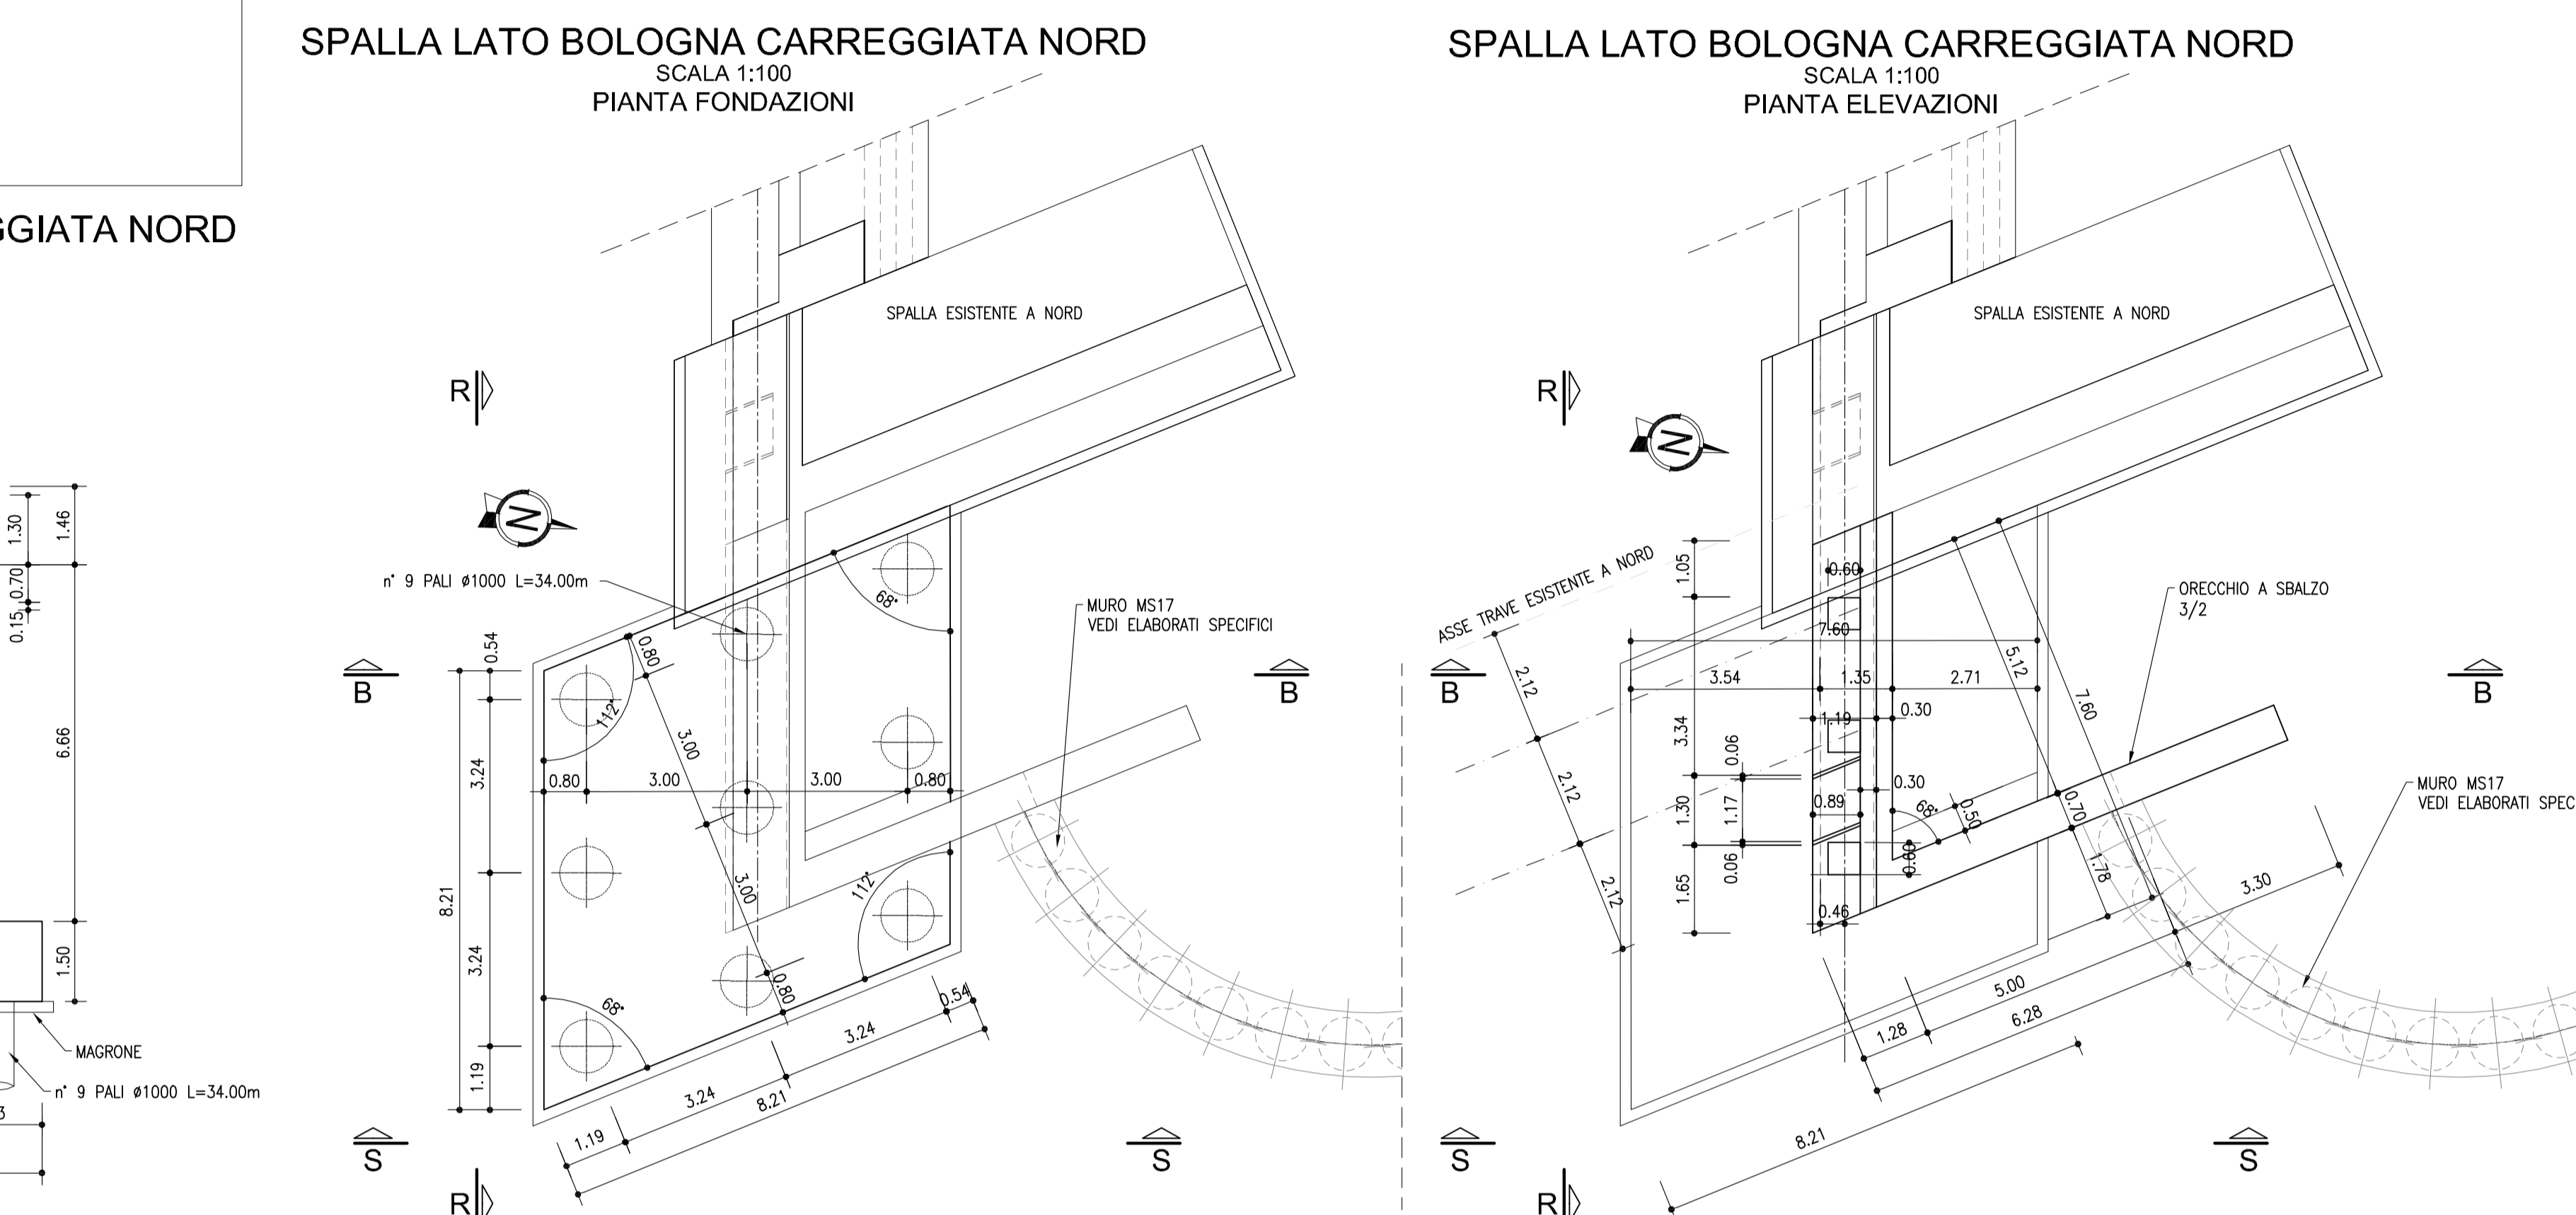 GGIATA NORD
1.30
1.46
0.70
0.15
6.66
1.50
MAGRONE
n° 9 PALI ø1000 L=34.00m
3
SPALLA LATO BOLOGNA CARREGGIATA NORD
SCALA 1:100
PIANTA FONDAZIONI
SPALLA ESISTENTE A NORD
R
N
n° 9 PALI ø1000 L=34.00m
68°
MURO MS17
VEDI ELABORATI SPECIFICI
0.54
0.80
B
B
112°
3.00
3.24
8.21
0.80
3.00
3.00
0.80
3.00
112°
3.24
0.80
68°
0.54
1.19
3.24
3.24
8.21
1.19
S
S
R
SPALLA LATO BOLOGNA CARREGGIATA NORD
SCALA 1:100
PIANTA ELEVAZIONI
SPALLA ESISTENTE A NORD
R
N
ASSE TRAVE ESISTENTE A NORD
1.05
0.60
ORECCHIO A SBALZO
3/2
7.60
5.12
B
B
2.12
3.54
1.35
2.71
7.60
1.19
0.30
3.34
0.06
2.12
0.30
0.89
1.30
1.17
68°
0.50
0.70
MURO MS17
VEDI ELABORATI SPEC
0.60
0.06
1.65
2.12
1.78
3.30
0.46
5.00
6.28
1.28
8.21
S
S
R